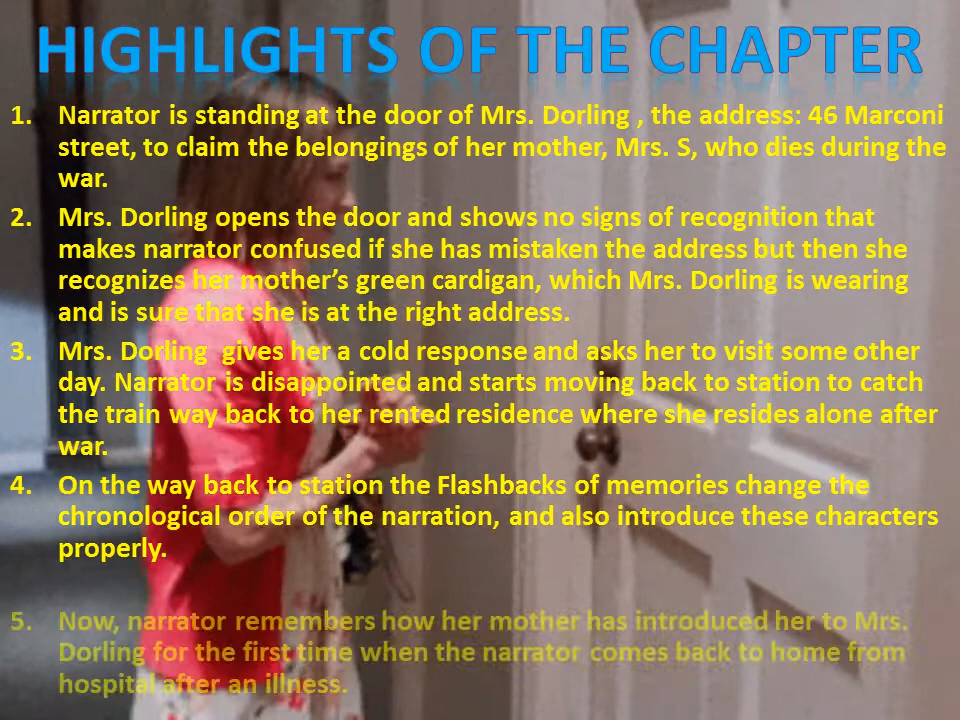 HIGHLIGHTS OF THE CHAPTER
1. Narrator is standing at the door of Mrs. Dorling , the address: 46 Marconi
street, to claim the belongings of her mother, Mrs. S, who dies during the
war.
2. Mrs. Dorling opens the door and shows no signs of recognition that
makes narrator confused if she has mistaken the address but then she
recognizes her mother’s green cardigan, which Mrs. Dorling is wearing
and is sure that she is at the right address.
3. Mrs. Dorling gives her a cold response and asks her to visit some other
day. Narrator is disappointed and starts moving back to station to catch
the train way back to her rented residence where she resides alone after
war.
4. On the way back to station the Flashbacks of memories change the
chronological order of the narration, and also introduce these characters
properly.
5. Now, narrator remembers how her mother has introduced her to Mrs.
Dorling for the first time when the narrator comes back to home from
hospital after an illness.